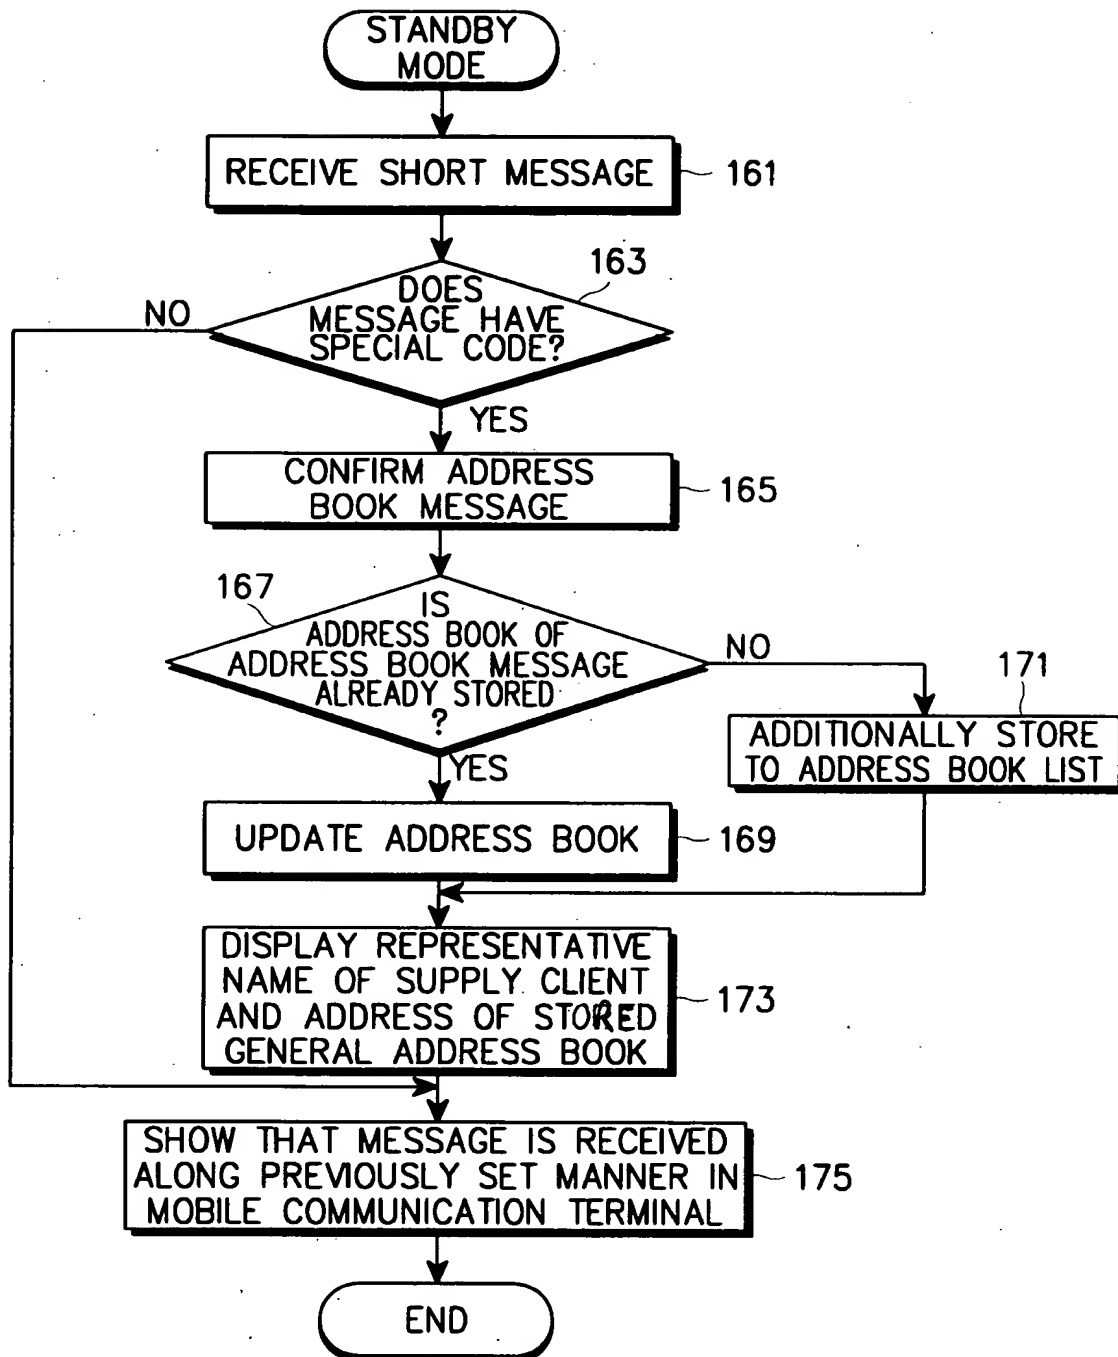 STANDBY
MODE
RECEIVE SHORT MESSAGE
161
163
DOES
MESSAGE HAVE
SPECIAL CODE?
NO
YES
CONFIRM ADDRESS
BOOK MESSAGE
165
167
IS
ADDRESS BOOK OF
ADDRESS BOOK MESSAGE
ALREADY STORED
?
NO
YES
171
ADDITIONALLY STORE
TO ADDRESS BOOK LIST
UPDATE ADDRESS BOOK
169
DISPLAY REPRESENTATIVE
NAME OF SUPPLY CLIENT
AND ADDRESS OF STORED
GENERAL ADDRESS BOOK
173
SHOW THAT MESSAGE IS RECEIVED
ALONG PREVIOUSLY SET MANNER IN
MOBILE COMMUNICATION TERMINAL
175
END